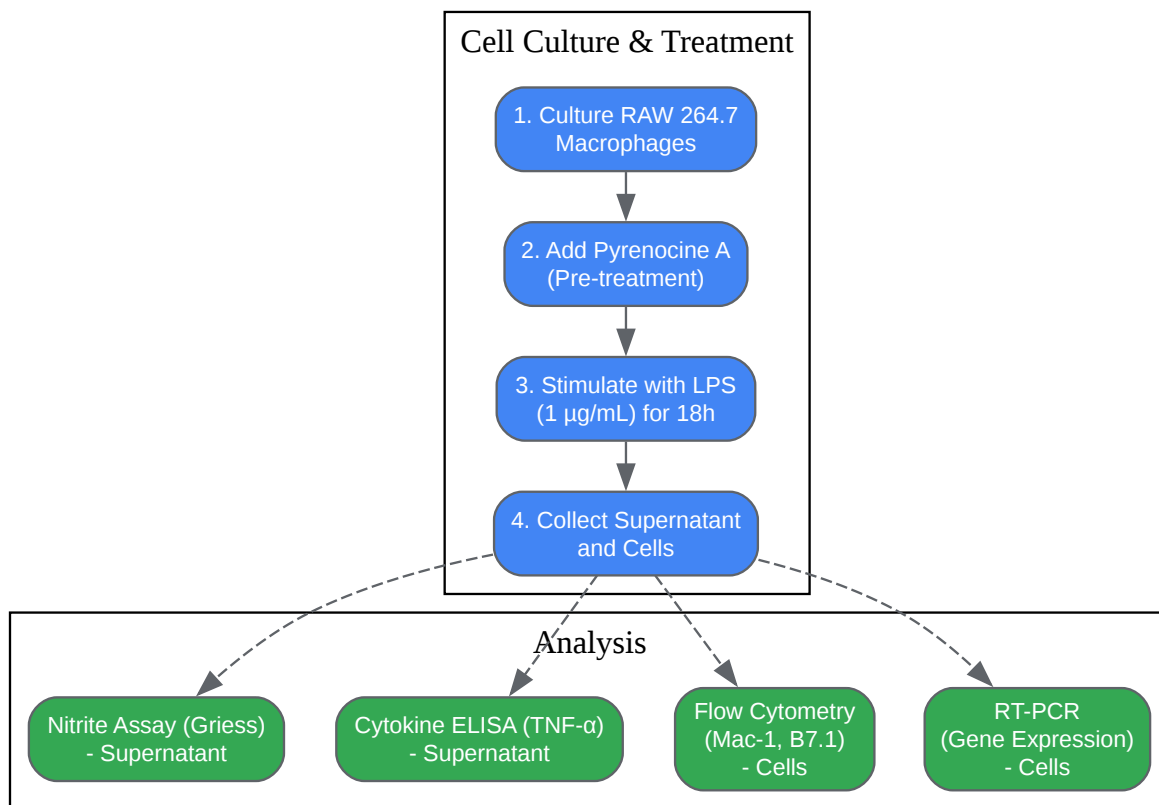 Cell Culture & Treatment
1. Culture RAW 264.7
Macrophages
2. Add Pyrenocine A
(Pre-treatment)
3. Stimulate with LPS
(1 µg/mL) for 18h
4. Collect Supernatant
and Cells
Analysis
Nitrite Assay (Griess)
- Supernatant
Cytokine ELISA (TNF-α)
- Supernatant
Flow Cytometry
(Mac-1, B7.1)
- Cells
RT-PCR
(Gene Expression)
- Cells